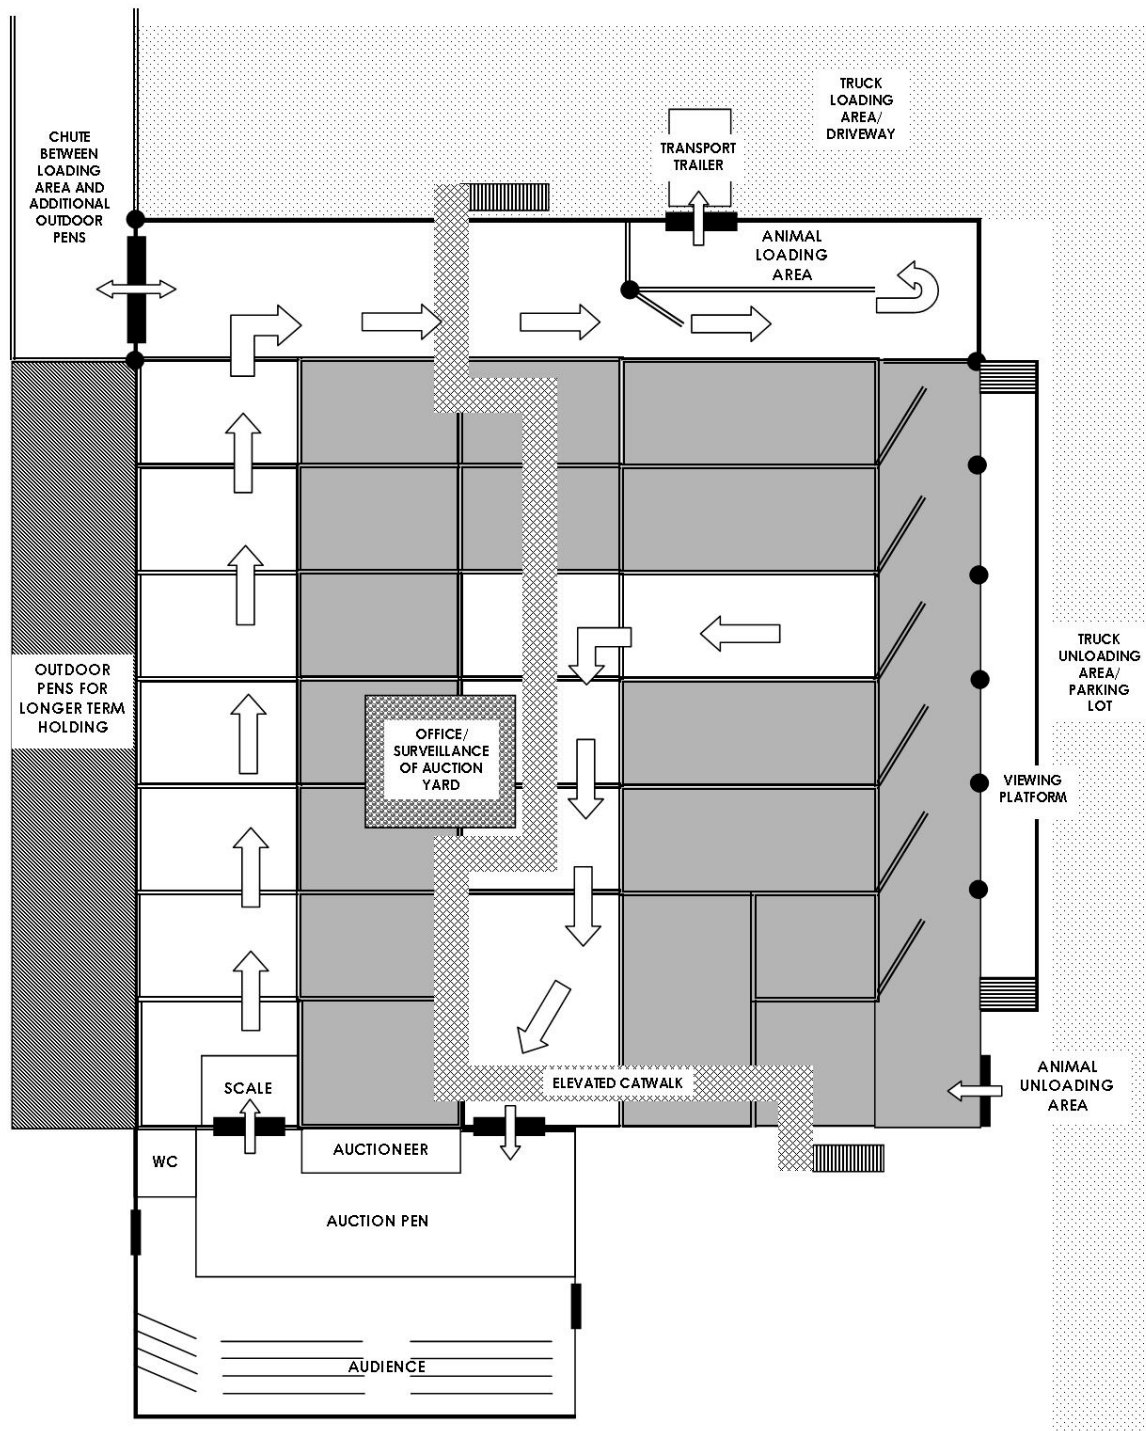 TRUCK
LOADING
AREA/
DRIVEWAY
CHUTE
BETWEEN
LOADING
AREA AND
ADDITIONAL
OUTDOOR
PENS
TRANSPORT
TRAILER
ANIMAL
LOADING
AREA
OUTDOOR
PENS FOR
LONGER TERM
HOLDING
OFFICE/
SURVEILLANCE
OF AUCTION
YARD
TRUCK
UNLOADING
AREA/
PARKING
LOT
VIEWING
PLATFORM
SCALE
ELEVATED CATWALK
ANIMAL
UNLOADING
AREA
WC
AUCTIONEER
AUCTION PEN
AUDIENCE